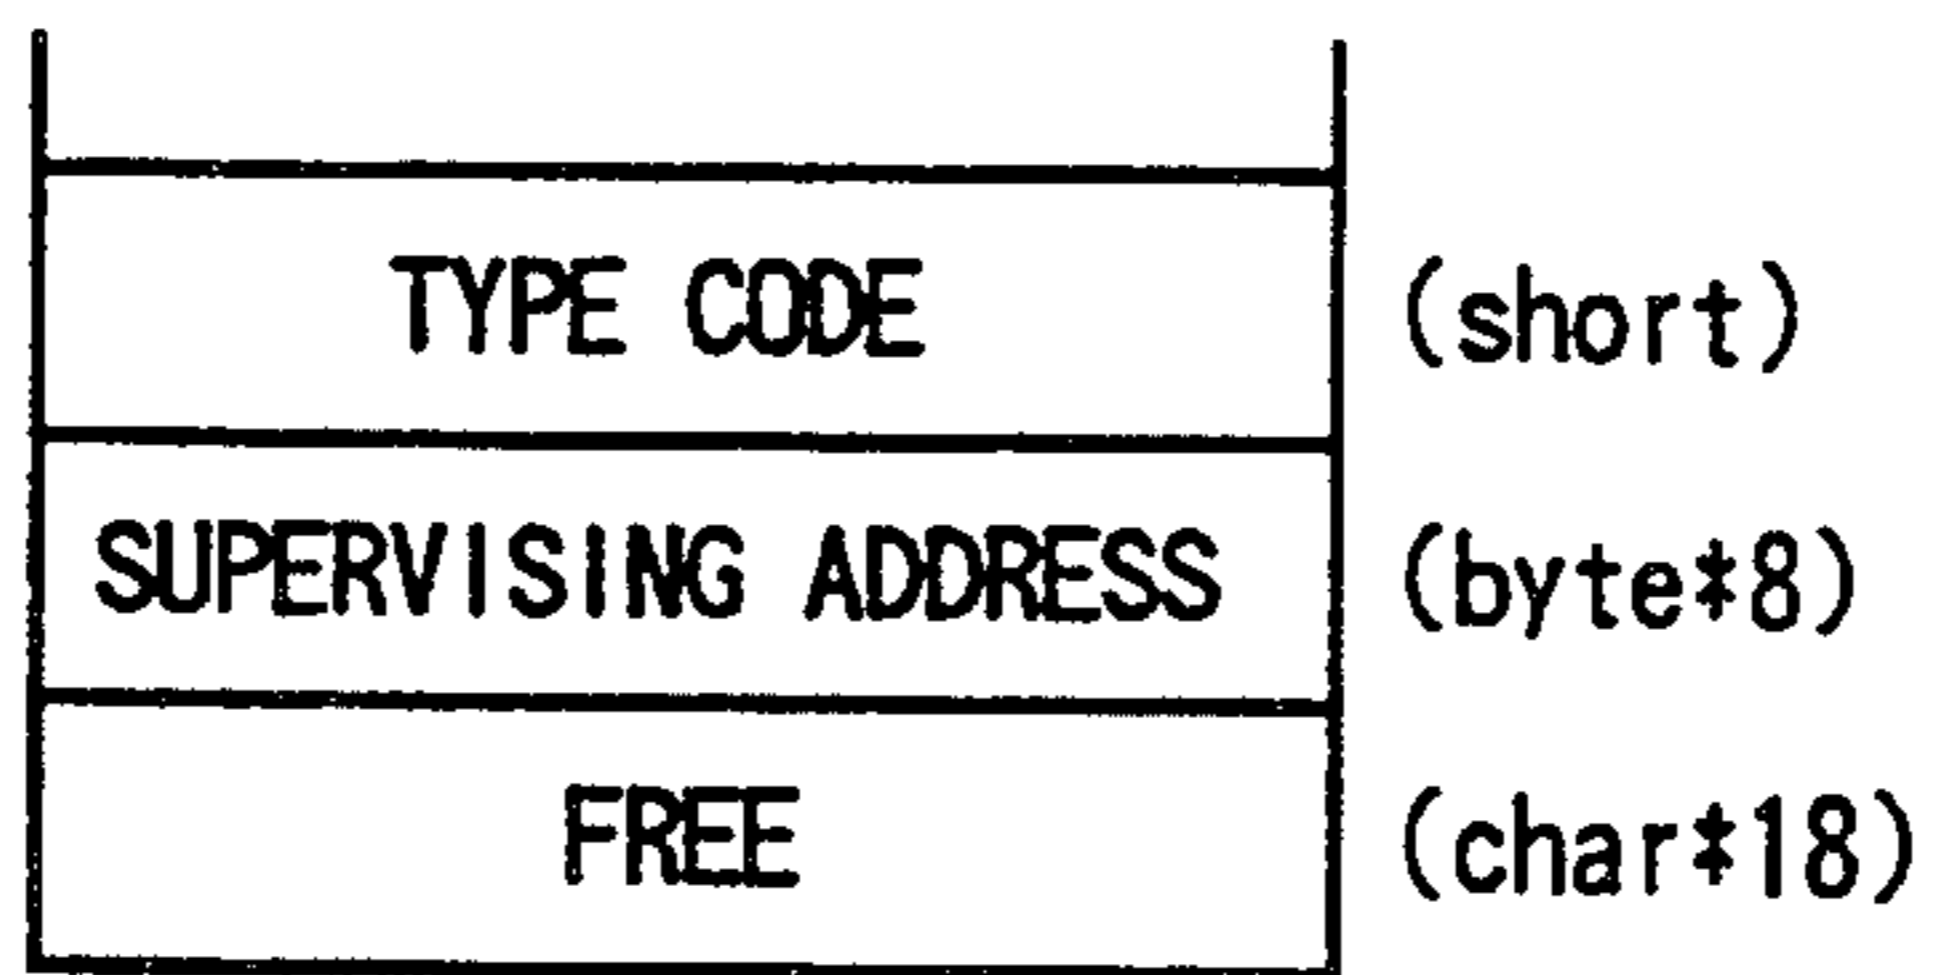 TYPE CODE (short)
SUPERVISING ADDRESS (byte*8)
FREE (char*18)